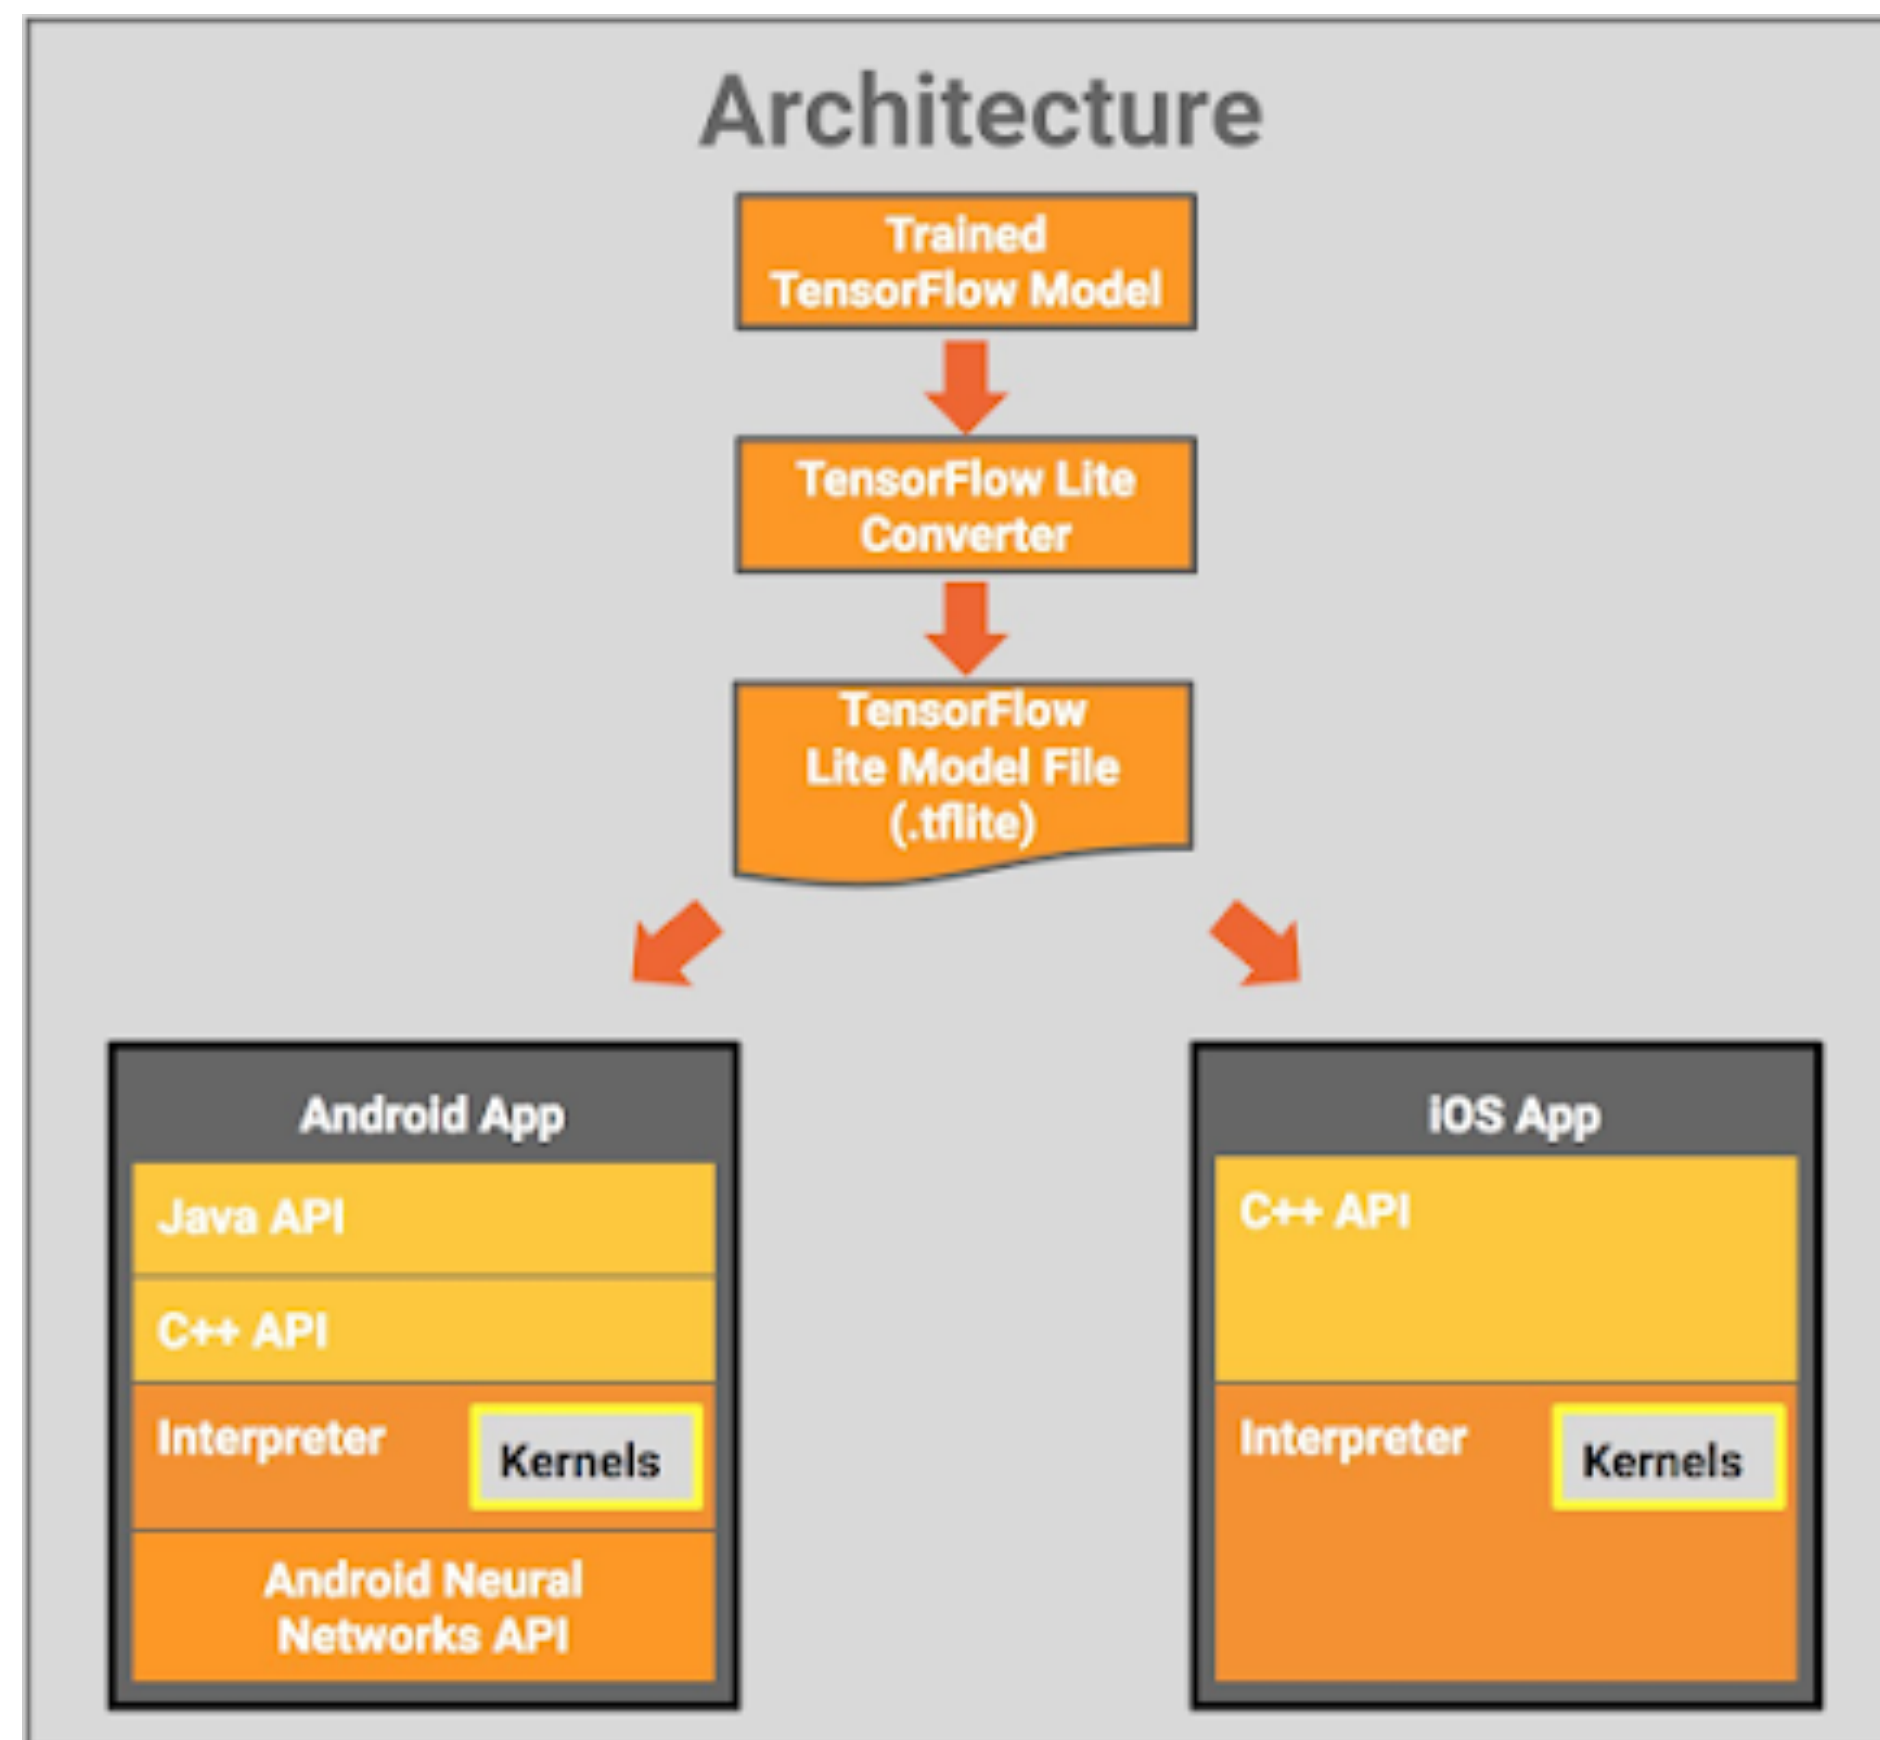 Architecture
Trained
TensorFlow Model
TensorFlow Lite
Converter
TensorFlow
Lite Model File
(.tflite)
Android App
Java API
C++ API
Interpreter
Kernels
Android Neural
Networks API
iOS App
C++ API
Interpreter
Kernels